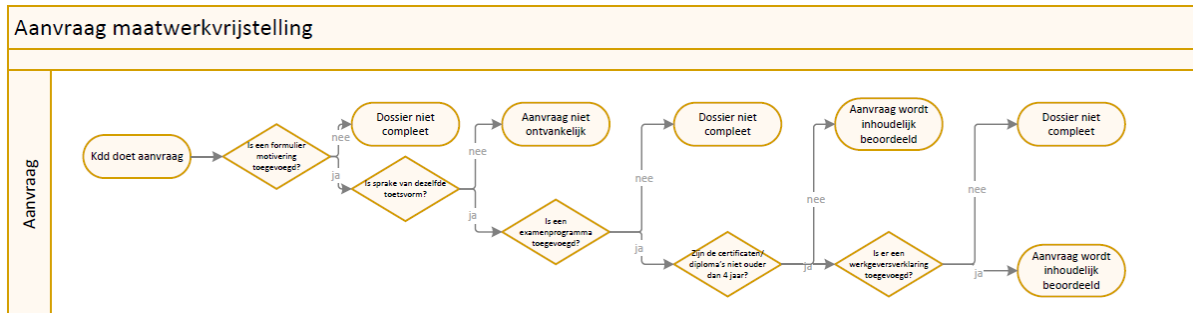 Aanvraag maatwerkvrijstelling
Aanvraag
Kdd doet aanvraag
Is een formulier
motivering
toegevoegd?
nee
ja
Dossier niet
compleet
Is sprake van dezelfde
toetsvorm?
nee
ja
Aanvraag niet
ontvankelijk
Is een
examenprogramma
toegevoegd?
nee
ja
Dossier niet
compleet
Zijn de certificaten/
diploma's niet ouder
dan 4 jaar?
nee
ja
Aanvraag wordt
inhoudelijk
beoordeeld
Is er een
werkgeversverklaring
toegevoegd?
nee
ja
Dossier niet
compleet
Aanvraag wordt
inhoudelijk
beoordeeld